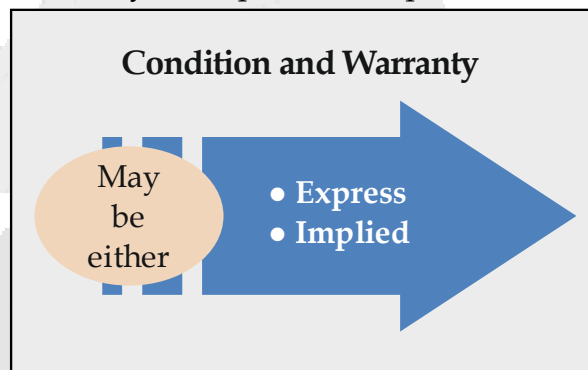 Condition and Warranty
May
be
either
● Express
● Implied